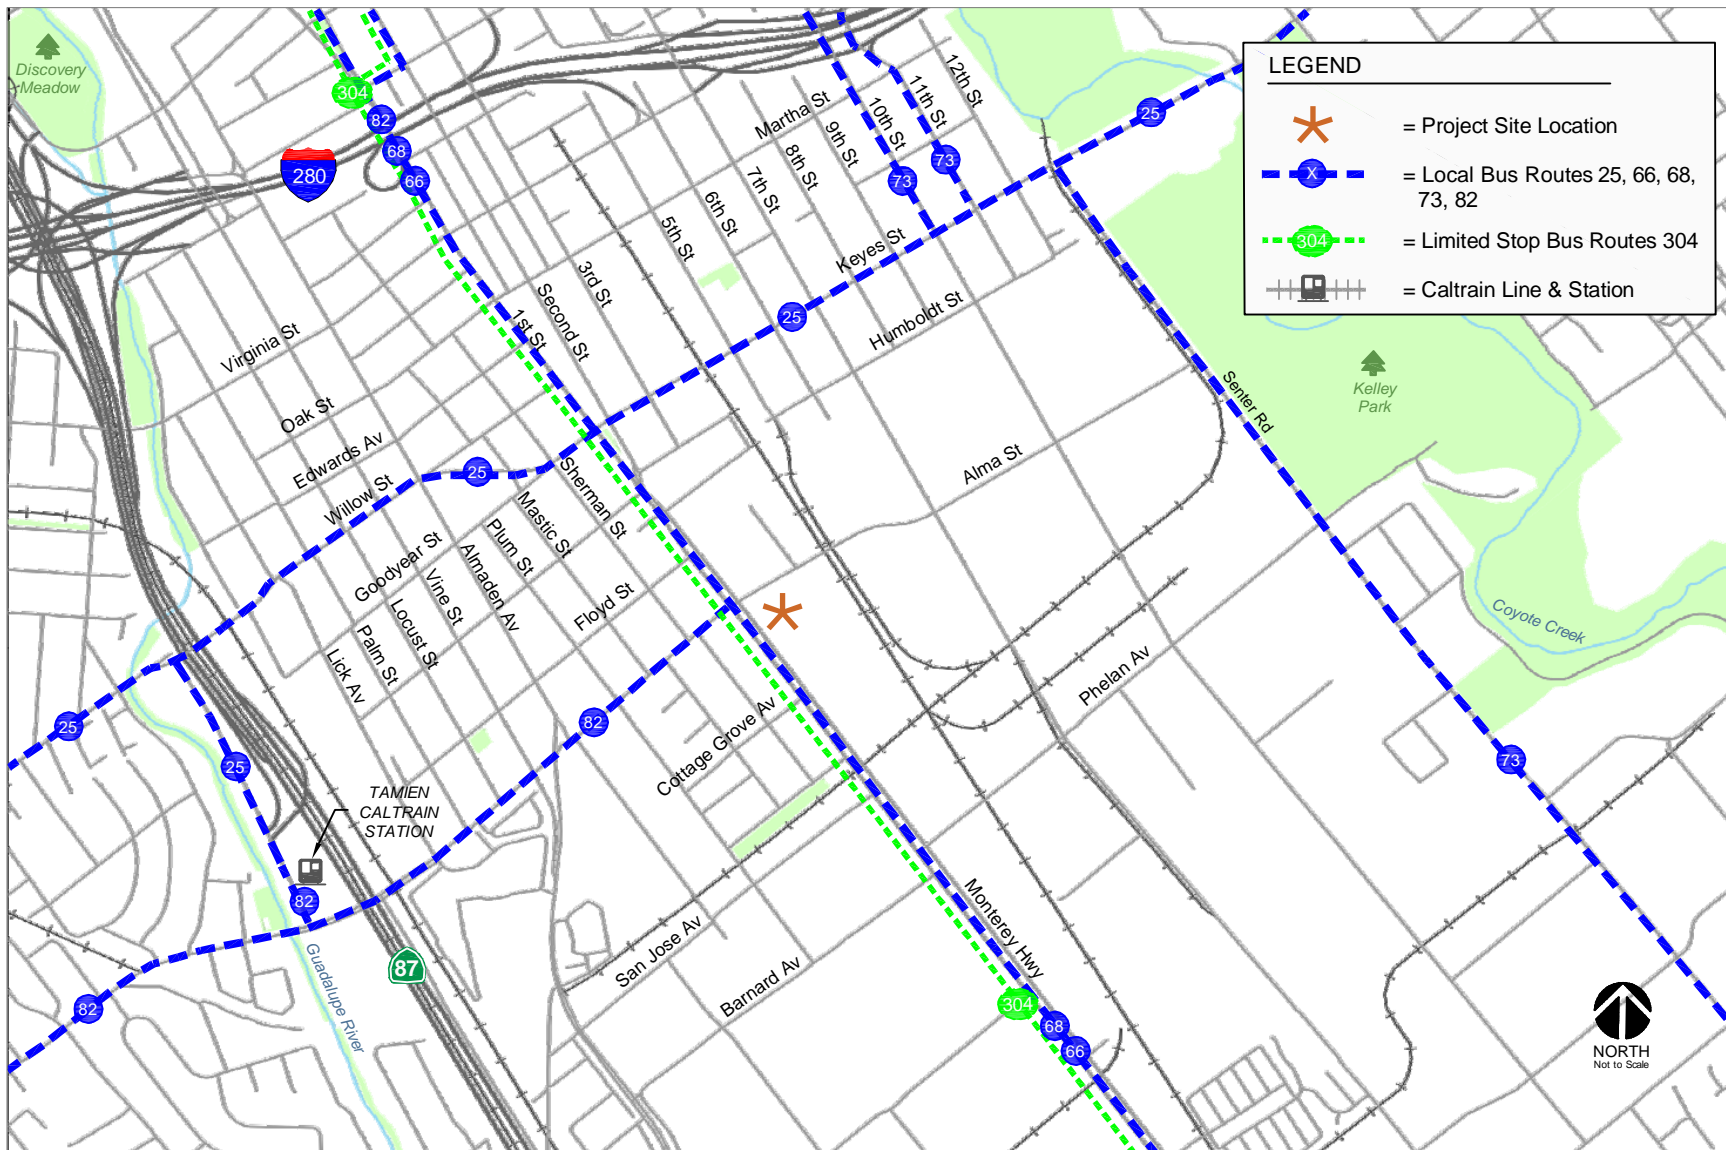 Discovery
Meadow
304
82
68
66
280
Martha St
12th St
11th St
10th St
9th St
8th St
7th St
6th St
5th St
73
73
25
LEGEND
= Project Site Location
X
= Local Bus Routes 25, 66, 68,
73, 82
304
= Limited Stop Bus Routes 304
= Caltrain Line & Station
Keyes St
25
Humboldt St
3rd St
Second St
1st St
Virginia St
Oak St
Edwards Av
Willow St
25
Sherman St
Mastic St
Plum St
Almaden Av
Vine St
Goodyear St
Locust St
Palm St
Lick Av
Floyd St
Alma St
Senter Rd
Kelley
Park
Coyote Creek
Phelan Av
Cottage Grove Av
82
25
25
73
TAMIEN
CALTRAIN
STATION
82
87
Guadalupe River
82
San Jose Av
Barnard Av
Monterey Hwy
304
68
66
NORTH
Not to Scale